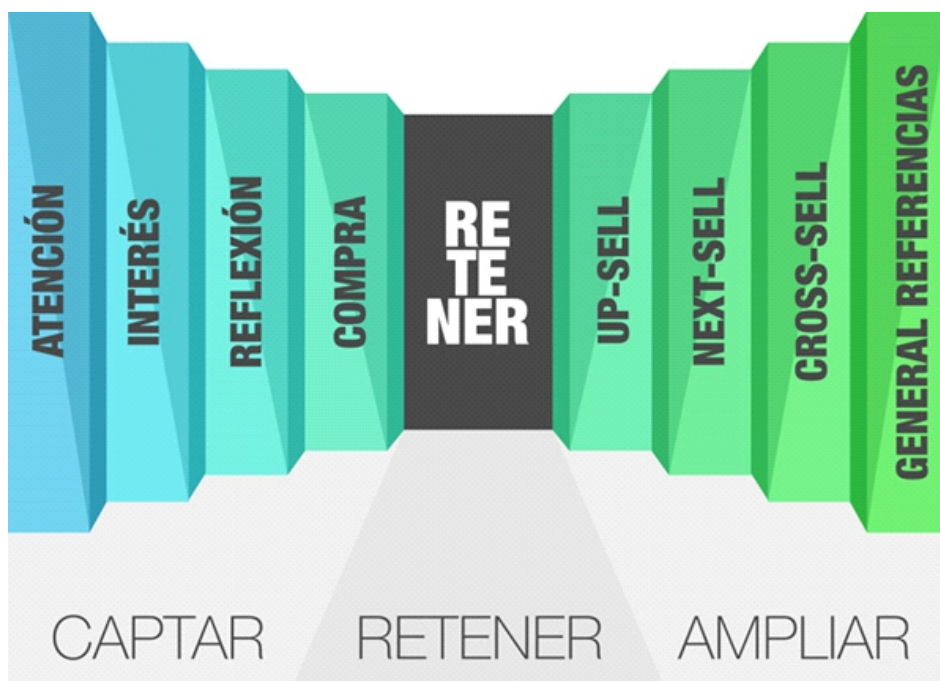 ATENCIÓN
INTERÉS
REFLEXIÓN
COMPRA
RE
TE
NER
UP-SELL
NEXT-SELL
CROSS-SELL
GENERAL REFERENCIAS
CAPTAR
RETENER
AMPLIAR